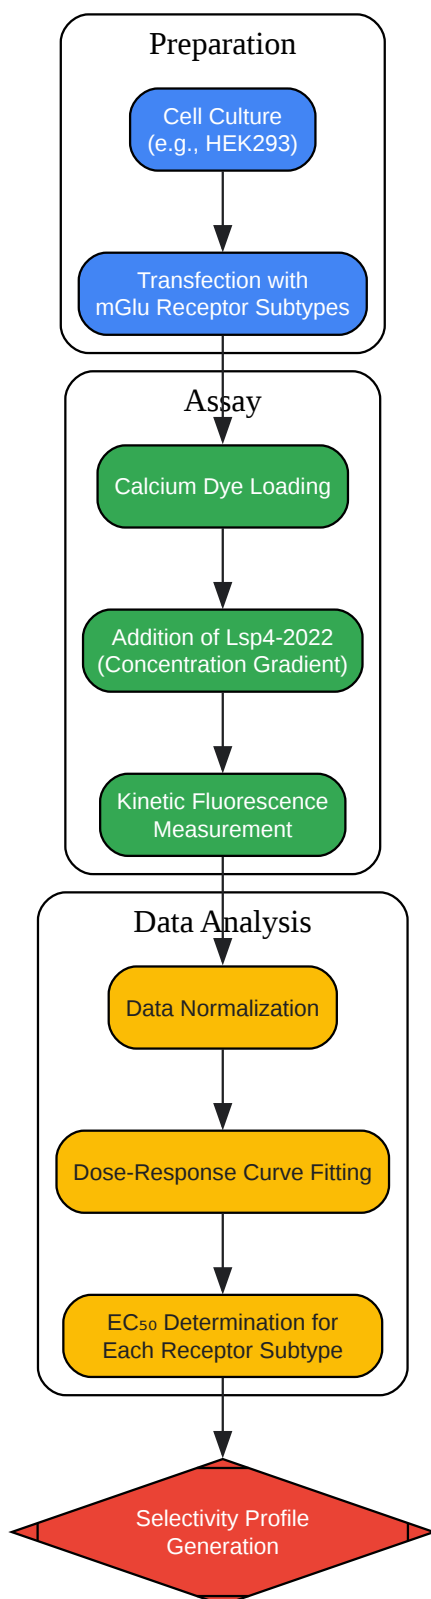 Preparation
Cell Culture
(e.g., HEK293)
Transfection with
mGlu Receptor Subtypes
Assay
Calcium Dye Loading
Addition of Lsp4-2022
(Concentration Gradient)
Kinetic Fluorescence
Measurement
Data Analysis
Data Normalization
Dose-Response Curve Fitting
EC₅₀ Determination for
Each Receptor Subtype
Selectivity Profile
Generation